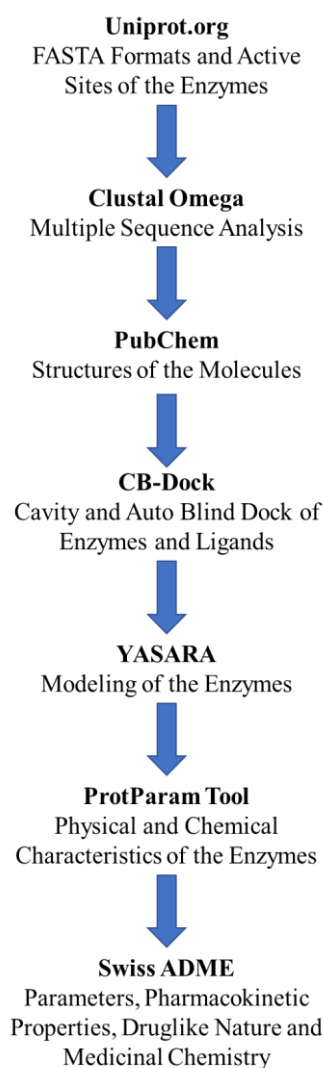 Uniprot.org
FASTA Formats and Active
Sites of the Enzymes
Clustal Omega
Multiple Sequence Analysis
PubChem
Structures of the Molecules
CB-Dock
Cavity and Auto Blind Dock of
Enzymes and Ligands
YASARA
Modeling of the Enzymes
ProtParam Tool
Physical and Chemical
Characteristics of the Enzymes
Swiss ADME
Parameters, Pharmacokinetic
Properties, Druglike Nature and
Medicinal Chemistry